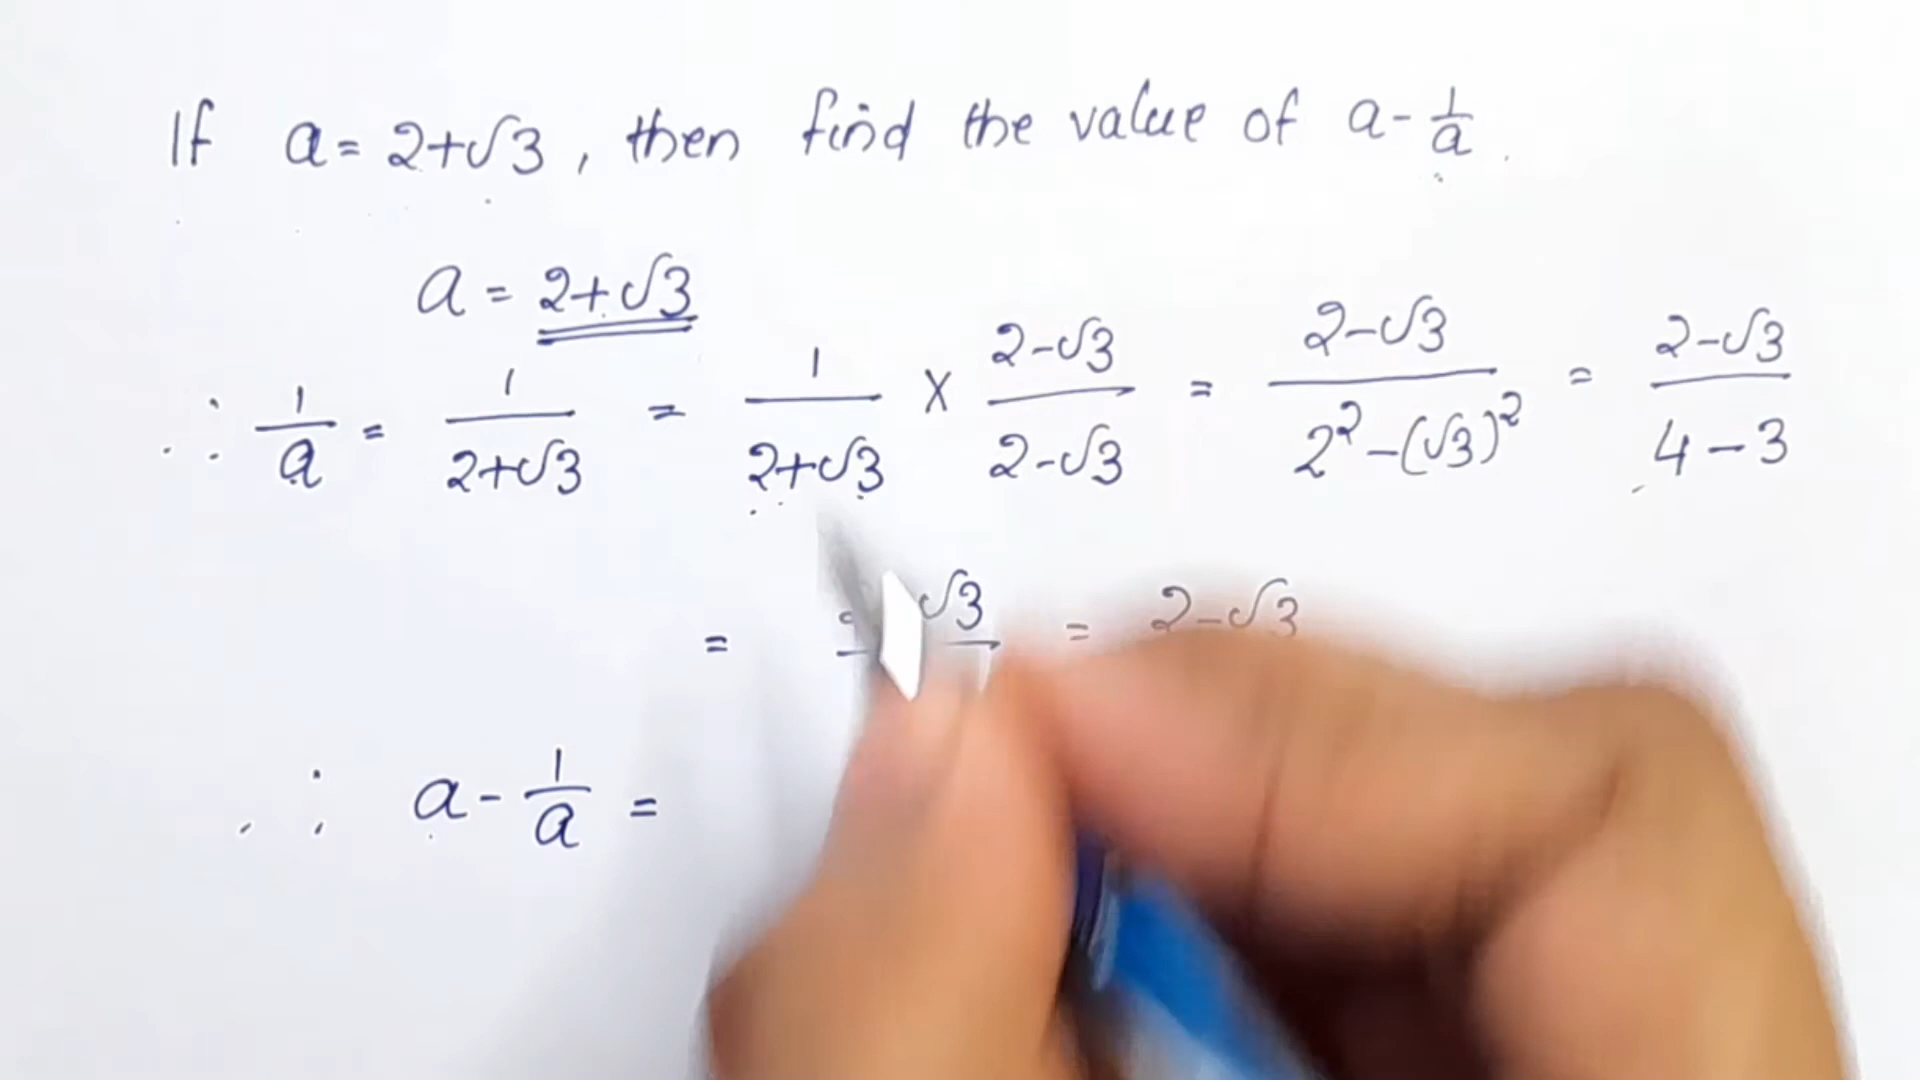 If a = 2+√3, then find the value of a - 1/a.
a = 2+√3
∴ 1/a = 1/(2+√3) = 1/(2+√3) × (2-√3)/(2-√3) = (2-√3)/(2²-(√3)²) = (2-√3)/(4-3)
= √3 = 2-√3
∴ a - 1/a =